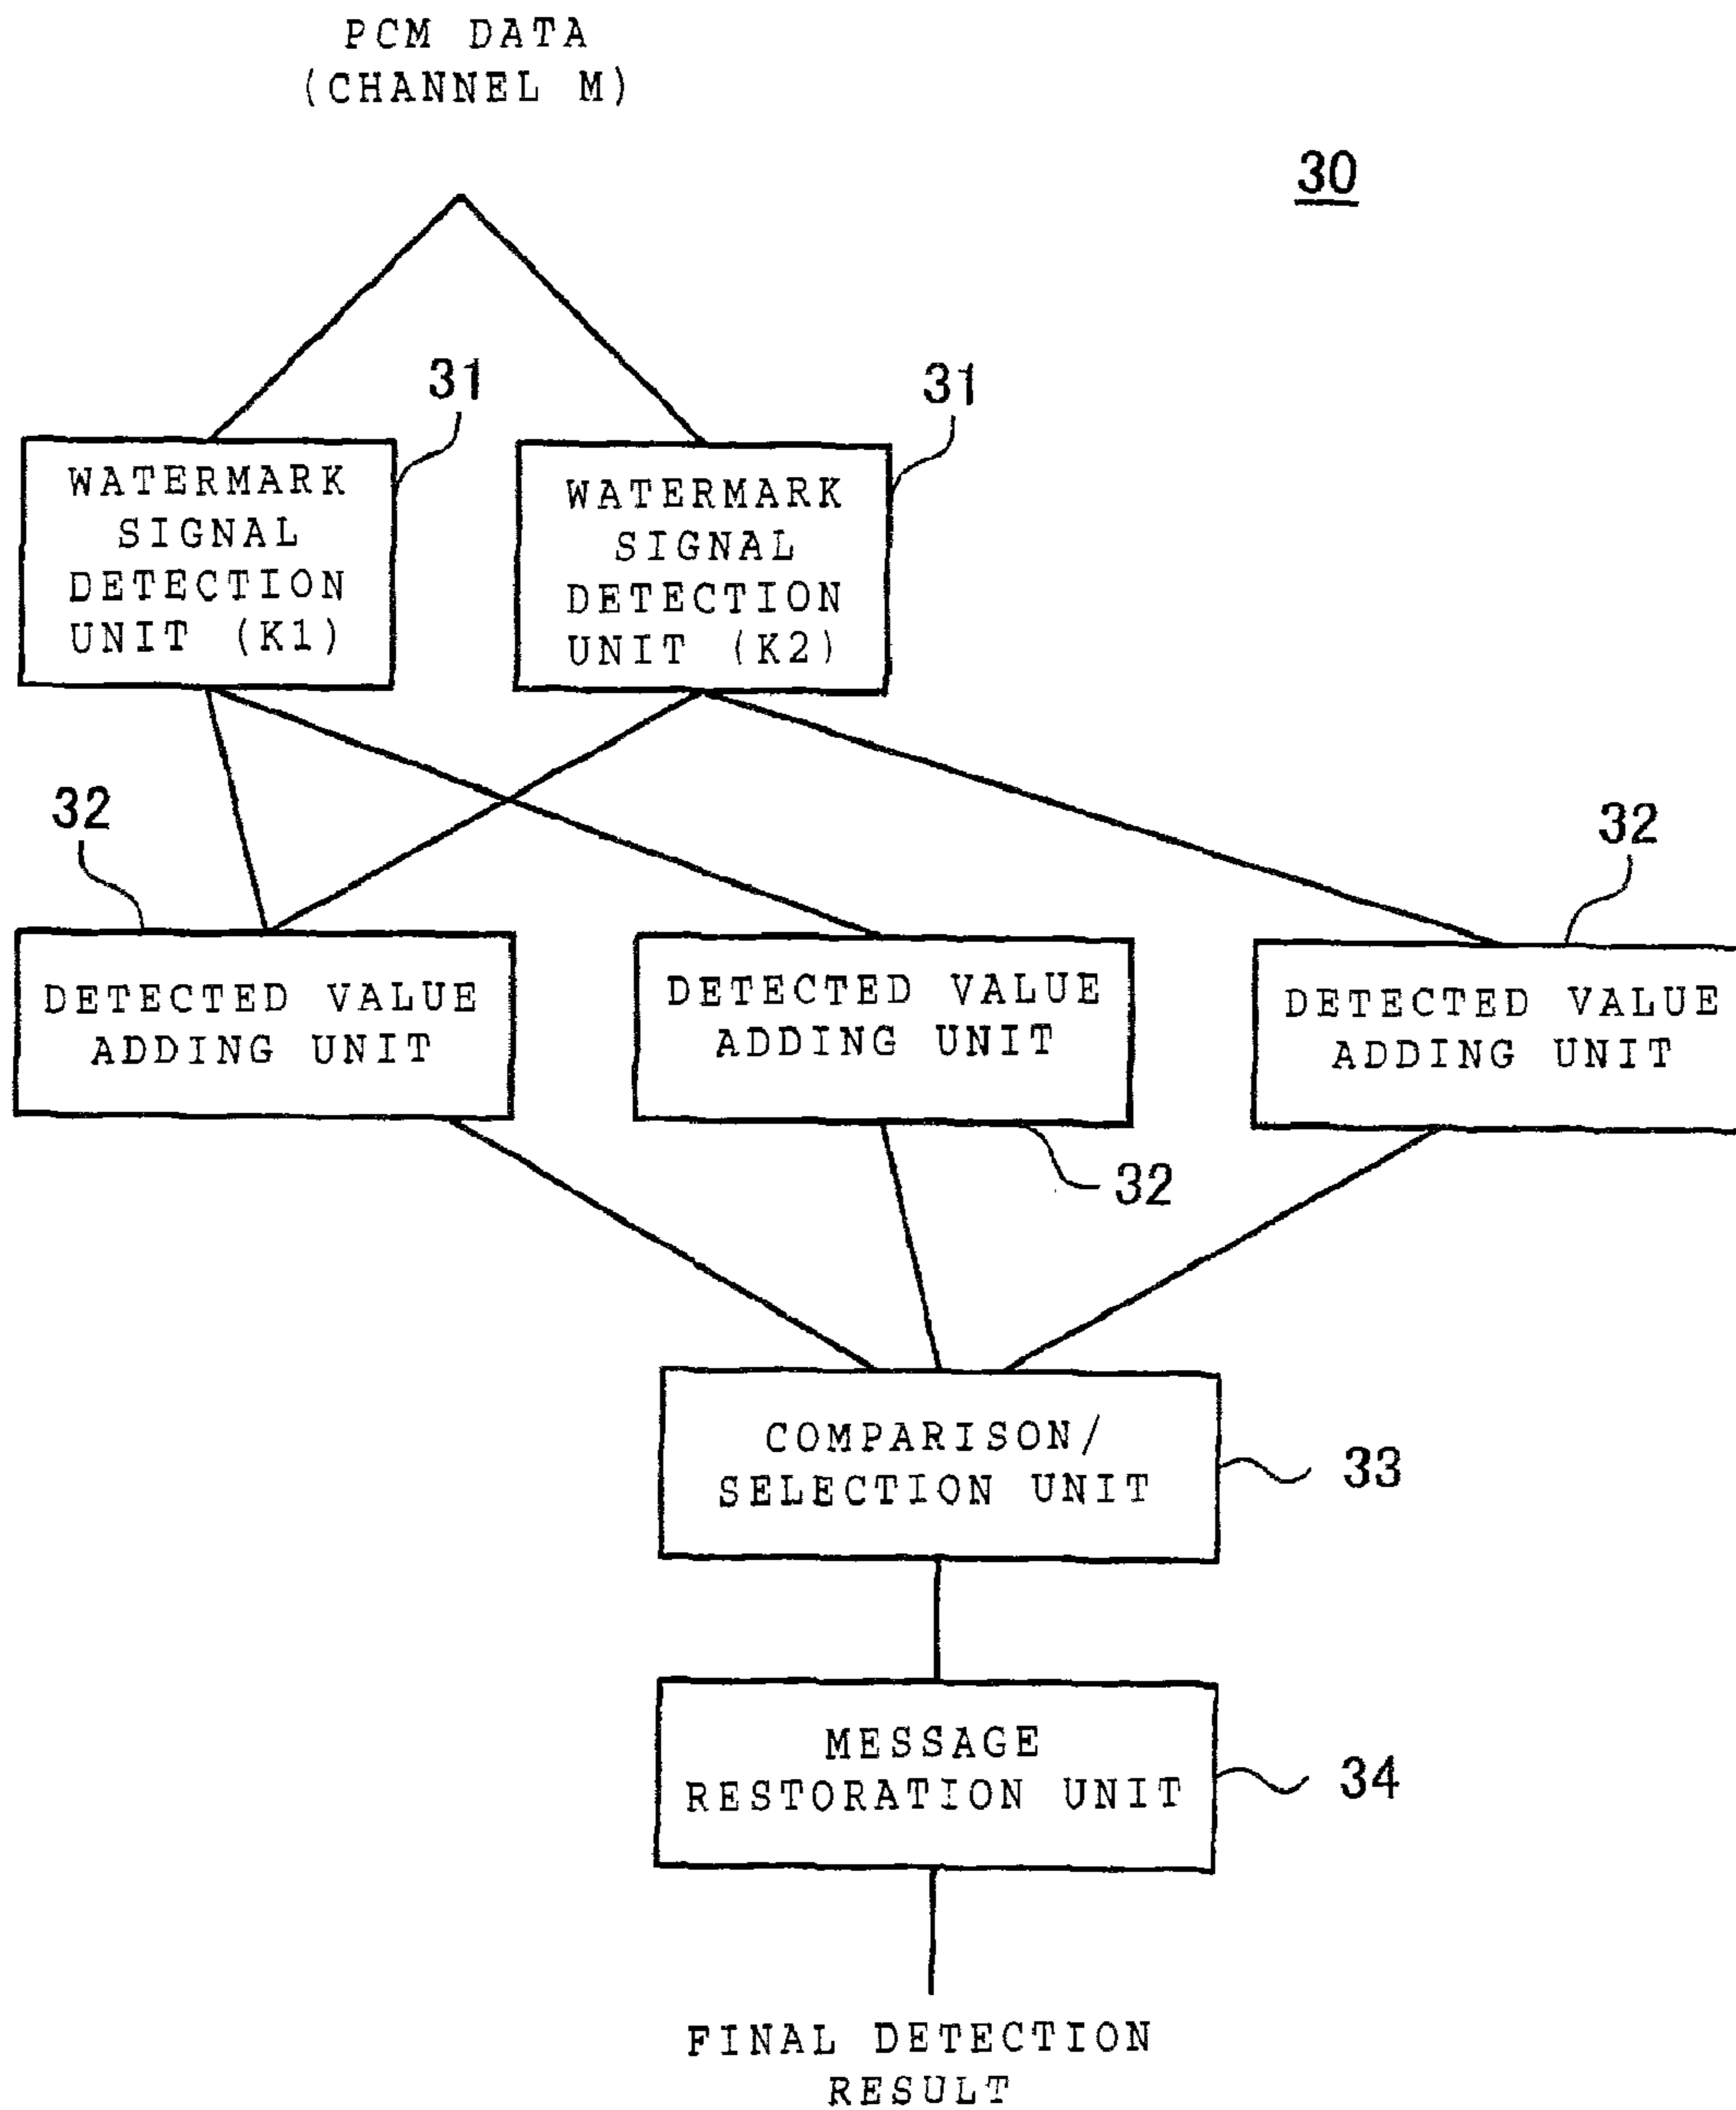 PCM DATA
(CHANNEL M)
30
31
31
WATERMARK
SIGNAL
DETECTION
UNIT (K1)
WATERMARK
SIGNAL
DETECTION
UNIT (K2)
32
32
DETECTED VALUE
ADDING UNIT
DETECTED VALUE
ADDING UNIT
DETECTED VALUE
ADDING UNIT
32
COMPARISON/
SELECTION UNIT
33
MESSAGE
RESTORATION UNIT
34
FINAL DETECTION
RESULT